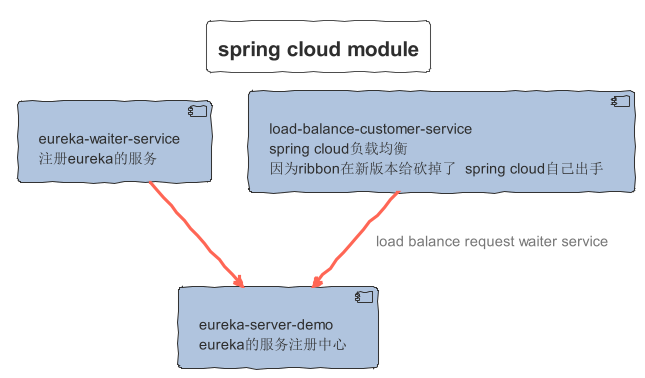 spring cloud module
eureka-waiter-service
注册eureka的服务
load-balance-customer-service
spring cloud负载均衡
因为ribbon在新版本给砍掉了 spring cloud自己出手
load balance request waiter service
eureka-server-demo
eureka的服务注册中心